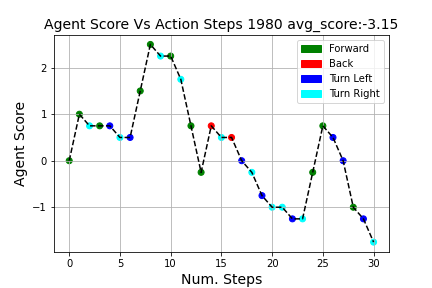 Agent Score Vs Action Steps 1980 avg_score:-3.15
Forward
Back
Turn Left
Turn Right
Agent Score
2
1
0
−1
0 5 10 15 20 25 30
Num. Steps